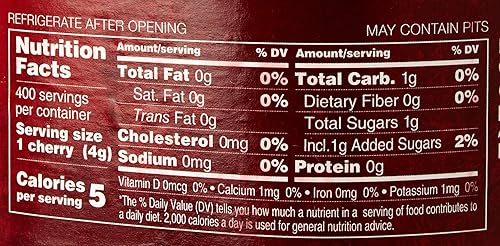 REFRIGERATE AFTER OPENING
MAY CONTAIN PITS
Nutrition
Facts
400 servings
per container
Serving size
1 cherry (4g)
Calories
per serving 5
Amount/serving % DV
Total Fat 0g 0%
Sat. Fat 0g 0%
Trans Fat 0g
Cholesterol 0mg 0%
Sodium 0mg 0%
Amount/serving % DV
Total Carb. 1g 0%
Dietary Fiber 0g 0%
Total Sugars 1g
Incl.1g Added Sugars 2%
Protein 0g
Vitamin D 0mcg 0% • Calcium 1mg 0% • Iron 0mg 0% • Potassium 1mg 0%
*The % Daily Value (DV) tells you how much a nutrient in a serving of food contributes to
a daily diet. 2,000 calories a day is used for general nutrition advice.